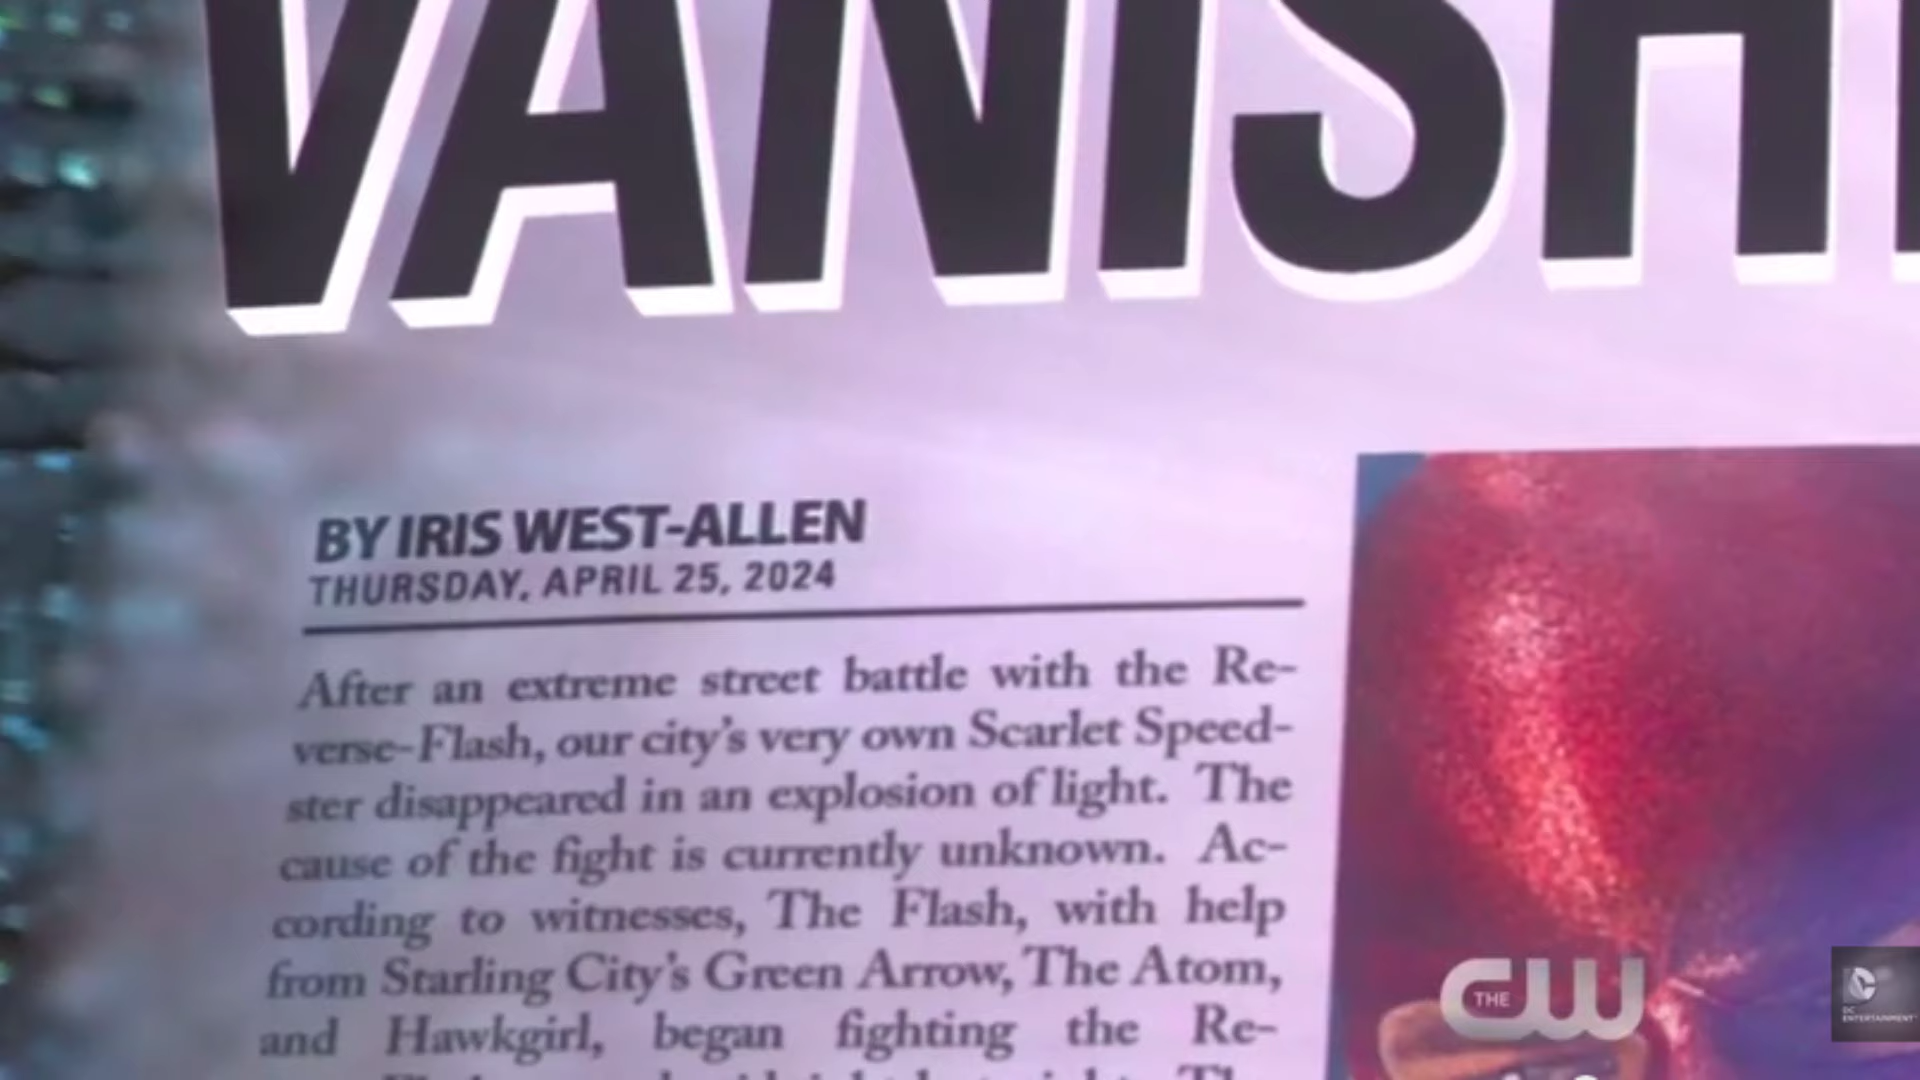 VANISH
BY IRIS WEST-ALLEN
THURSDAY, APRIL 25, 2024
After an extreme street battle with the Re-
verse-Flash, our city's very own Scarlet Speed-
ster disappeared in an explosion of light. The
cause of the fight is currently unknown. Ac-
cording to witnesses, The Flash, with help
from Starling City's Green Arrow, The Atom,
and Hawkgirl, began fighting the Re-
THE CW
DC
ENTERTAINMENT